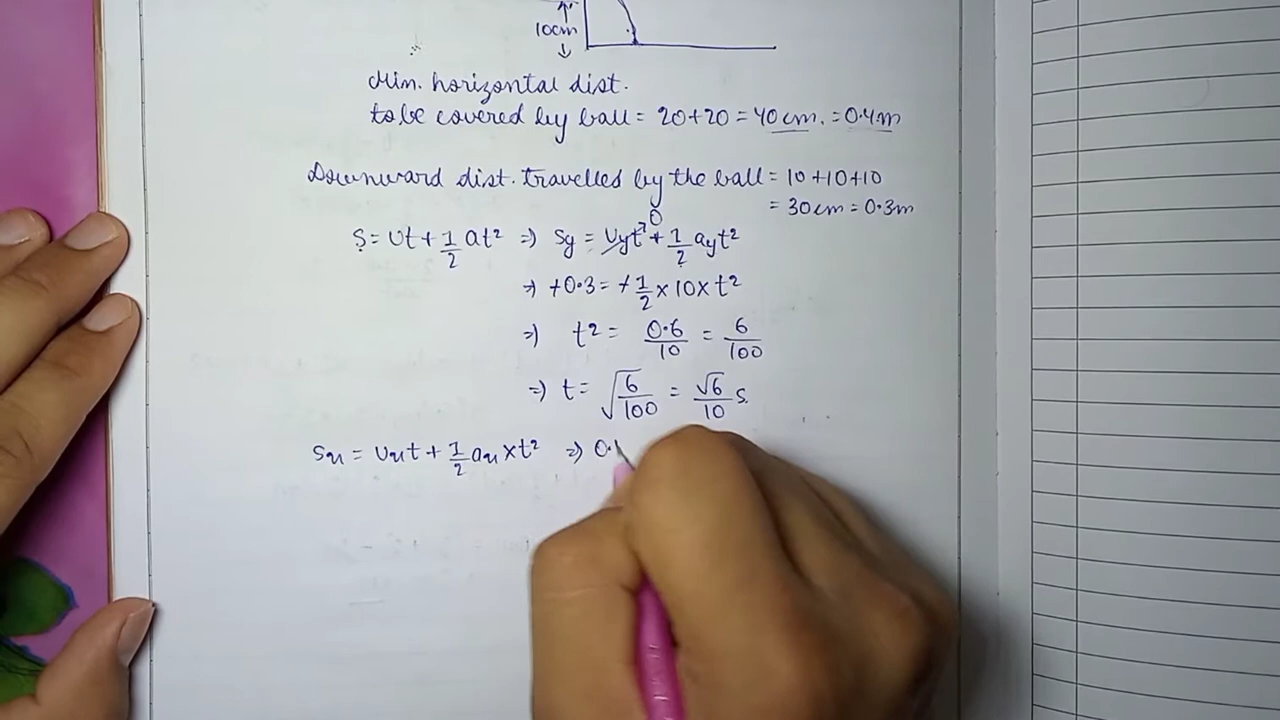 10cm
Min. horizontal dist.
to be covered by ball = 20+20 = 40cm. = 0.4m
Downward dist. travelled by the ball = 10+10+10
= 30cm = 0.3m
S = ut + 1/2 at² ⇒ Sy = uyt→0 + 1/2 ayt²
⇒ +0.3 = +1/2 × 10 × t²
⇒ t² = 0.6/10 = 6/100
⇒ t = √(6/100) = √6/10 s.
Sx = uxt + 1/2 ax × t² ⇒ 0.